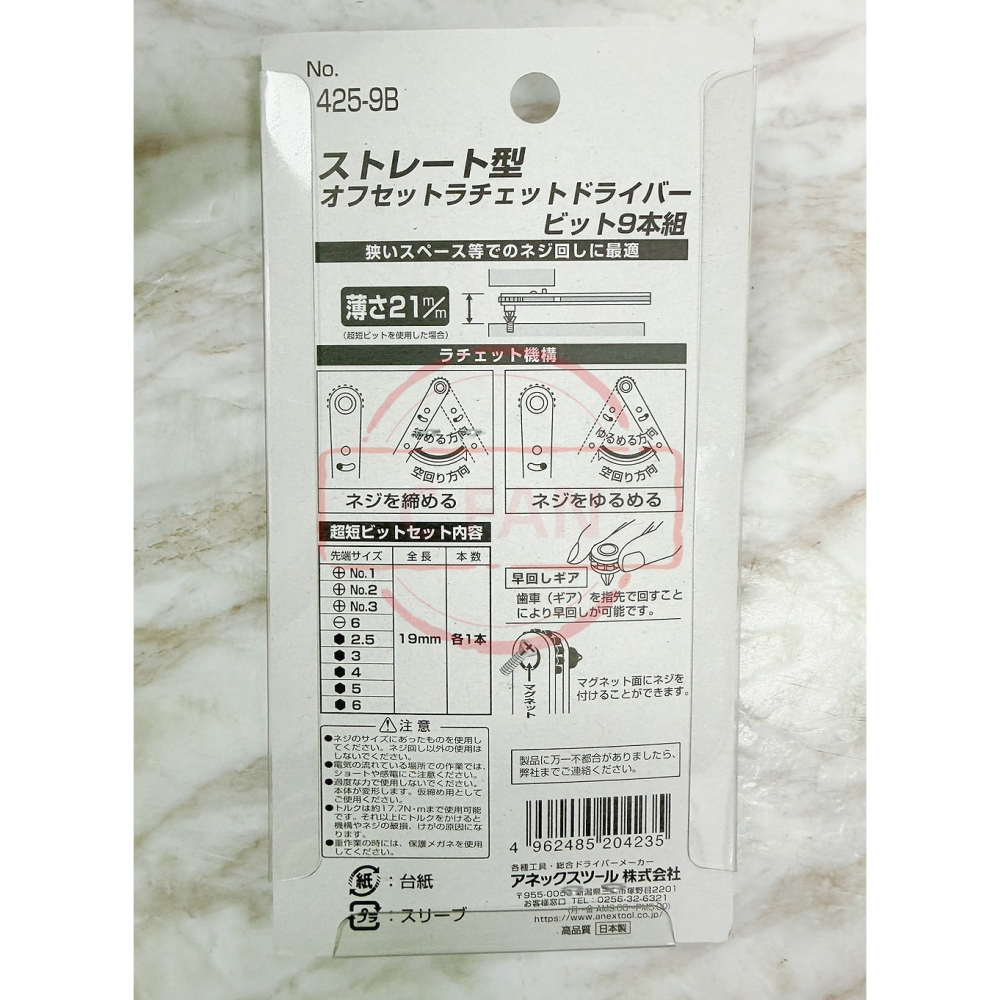 No.
425-9B
ストレート型
オフセットラチェットドライバー
ビット9本組
狭いスペース等でのネジ回しに最適
薄さ21m/m
(超短ビットを使用した場合)
ラチェット機構
締める方向
空回り方向
ネジを締める
ゆるめる方向
空回り方向
ネジをゆるめる
超短ビットセット内容
先端サイズ 全長 本数
⊕ No.1
⊕ No.2
⊕ No.3
⊖ 6
⬢ 2.5 19mm 各1本
⬢ 3
⬢ 4
⬢ 5
⬢ 6
早回しギア
歯車（ギア）を指先で回すこと
により早回しが可能です。
マグネット
マグネット面にネジを
付けることができます。
⚠注意
●ネジのサイズにあったものを使用し
てください。ネジ回し以外の使用は
しないでください。
●電気の流れている場所での作業では、
ショートや感電にご注意ください。
●過度な力で使用しないでください。
本体が変形します。仮締め用として
ご使用ください。
●トルクは約17.7N・mまで使用可能
です。それ以上にトルクをかけると
機構やネジの破損、けがの原因にな
ります。
●重作業の時には、保護メガネを使用
してください。
製品に万一不都合がありましたら、
弊社までご連絡ください。
4 962485 204235
各種工具・総合ドライバーメーカー
アネックスツール 株式会社
新潟県三条市塚野目2201
お客様窓口 TEL：0256-32-6321
https://www.anextool.co.jp/
高品質 日本製
紙：台紙
プラ：スリーブ